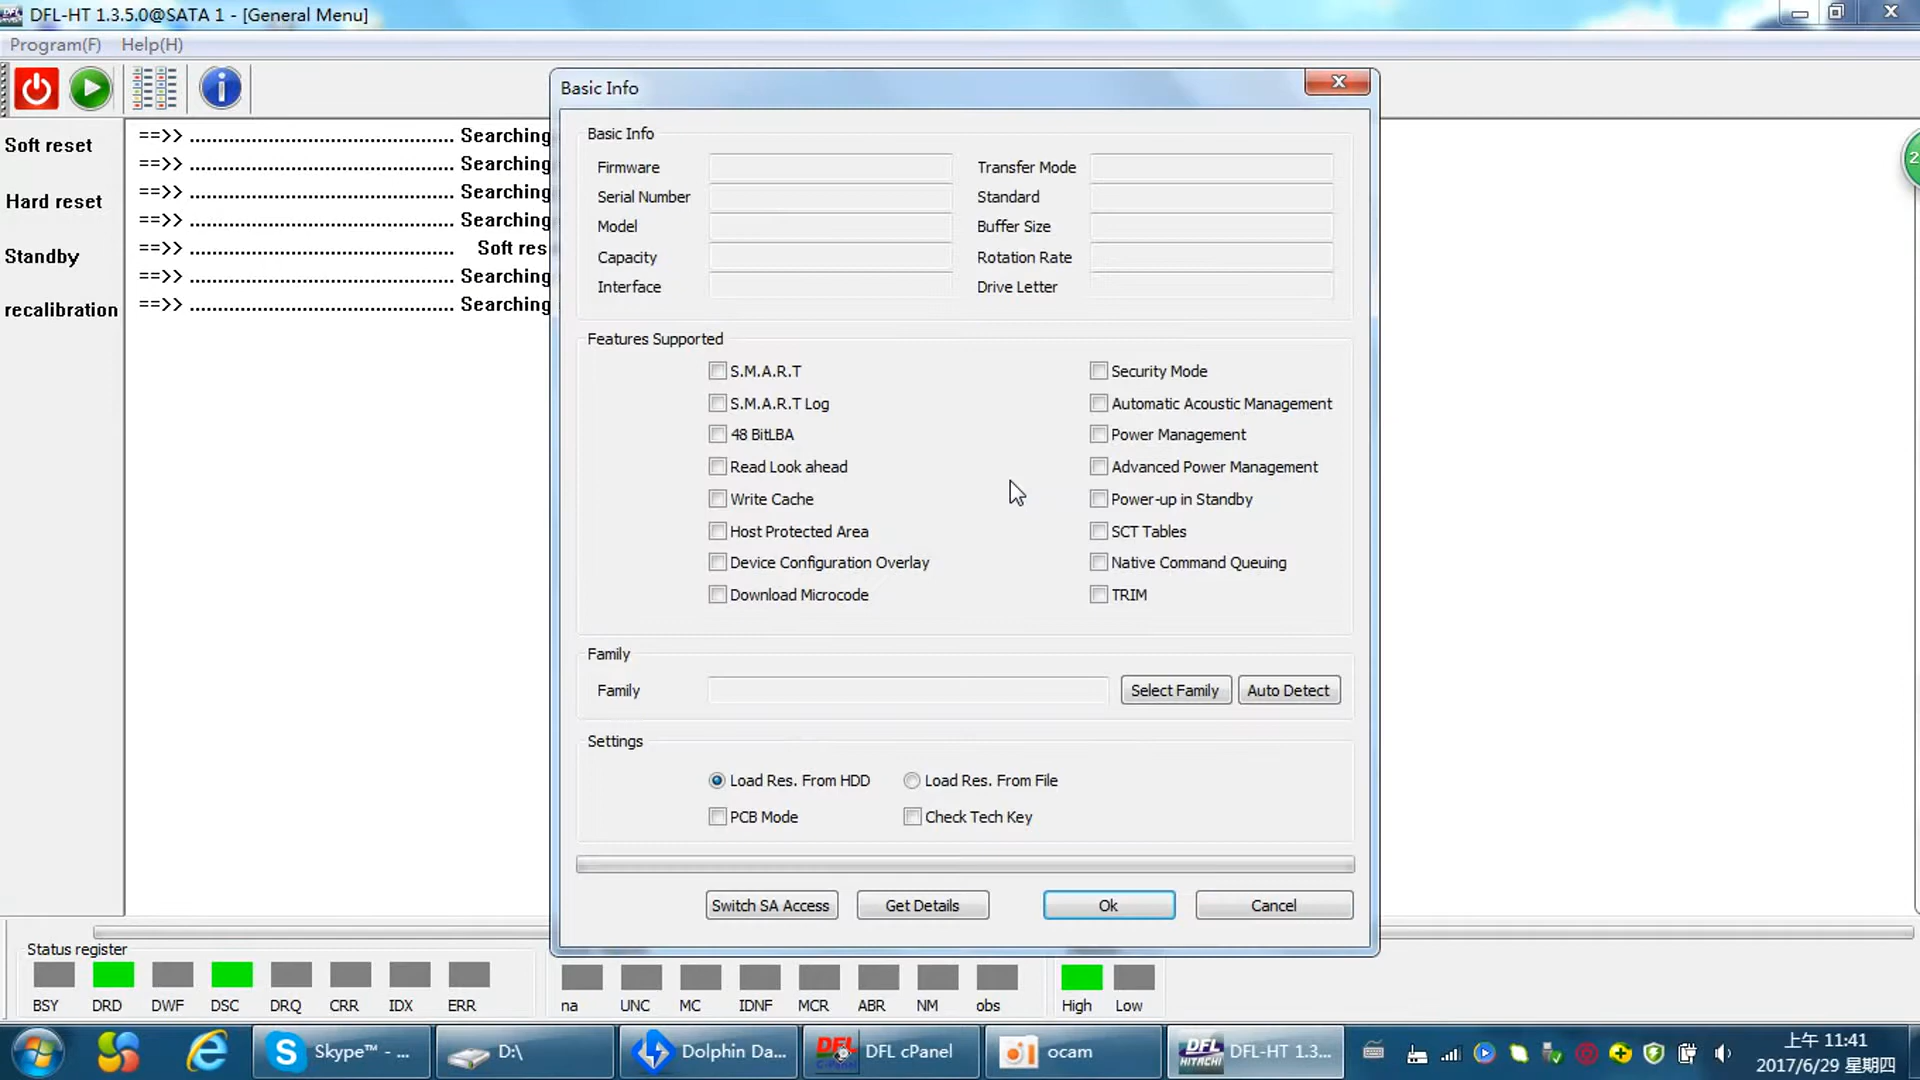 DFL-HT 1.3.5.0@SATA 1 - [General Menu]
Program(F) Help(H)
Soft reset
Hard reset
Standby
recalibration
==>> ............................................... Searching
==>> ............................................... Searching
==>> ............................................... Searching
==>> ............................................... Searching
==>> ............................................... Soft res
==>> ............................................... Searching
==>> ............................................... Searching
Basic Info
Basic Info
Firmware Transfer Mode
Serial Number Standard
Model Buffer Size
Capacity Rotation Rate
Interface Drive Letter
Features Supported
S.M.A.R.T Security Mode
S.M.A.R.T Log Automatic Acoustic Management
48 BitLBA Power Management
Read Look ahead Advanced Power Management
Write Cache Power-up in Standby
Host Protected Area SCT Tables
Device Configuration Overlay Native Command Queuing
Download Microcode TRIM
Family
Family Select Family Auto Detect
Settings
Load Res. From HDD Load Res. From File
PCB Mode Check Tech Key
Switch SA Access Get Details Ok Cancel
2
Status register
BSY DRD DWF DSC DRQ CRR IDX ERR na UNC MC IDNF MCR ABR NM obs High Low
Skype™ - ... D:\ Dolphin Da... DFL cPanel ocam DFL HITACHI DFL-HT 1.3...
上午 11:41
2017/6/29 星期四